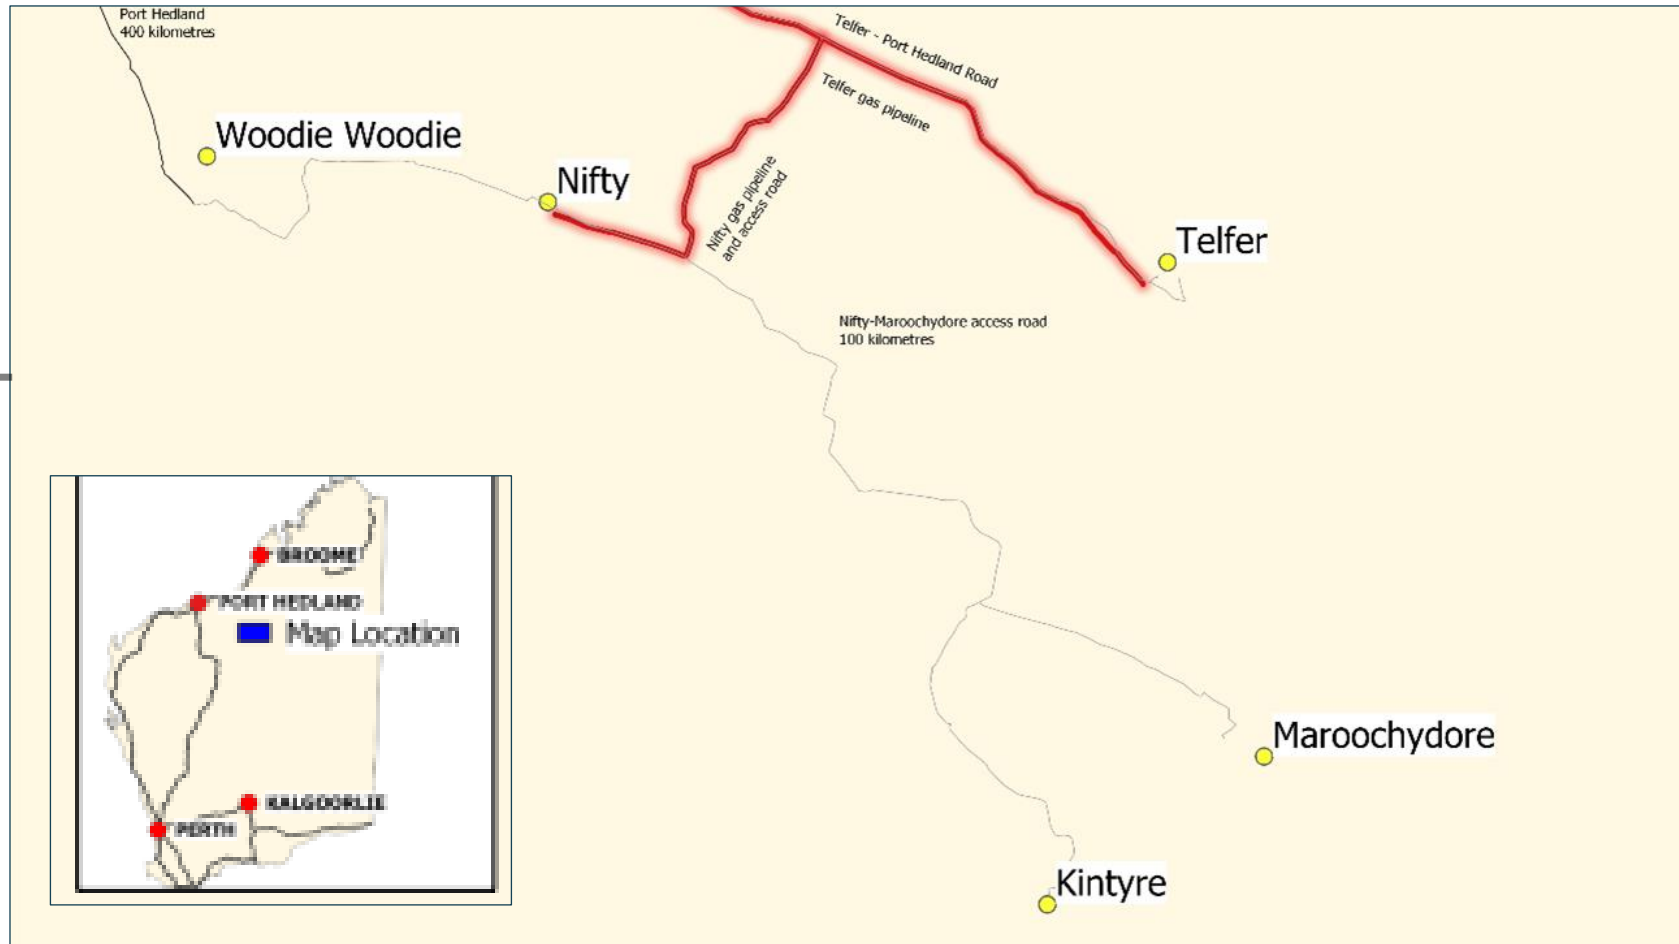 Port Hedland
400 kilometres
Telfer - Port Hedland Road
Telfer gas pipeline
Woodie Woodie
Nifty
Nifty gas pipeline
and access road
Telfer
Nifty-Maroochydore access road
100 kilometres
BROOME
PORT HEDLAND
Map Location
KALGOORLIE
PERTH
Maroochydore
Kintyre